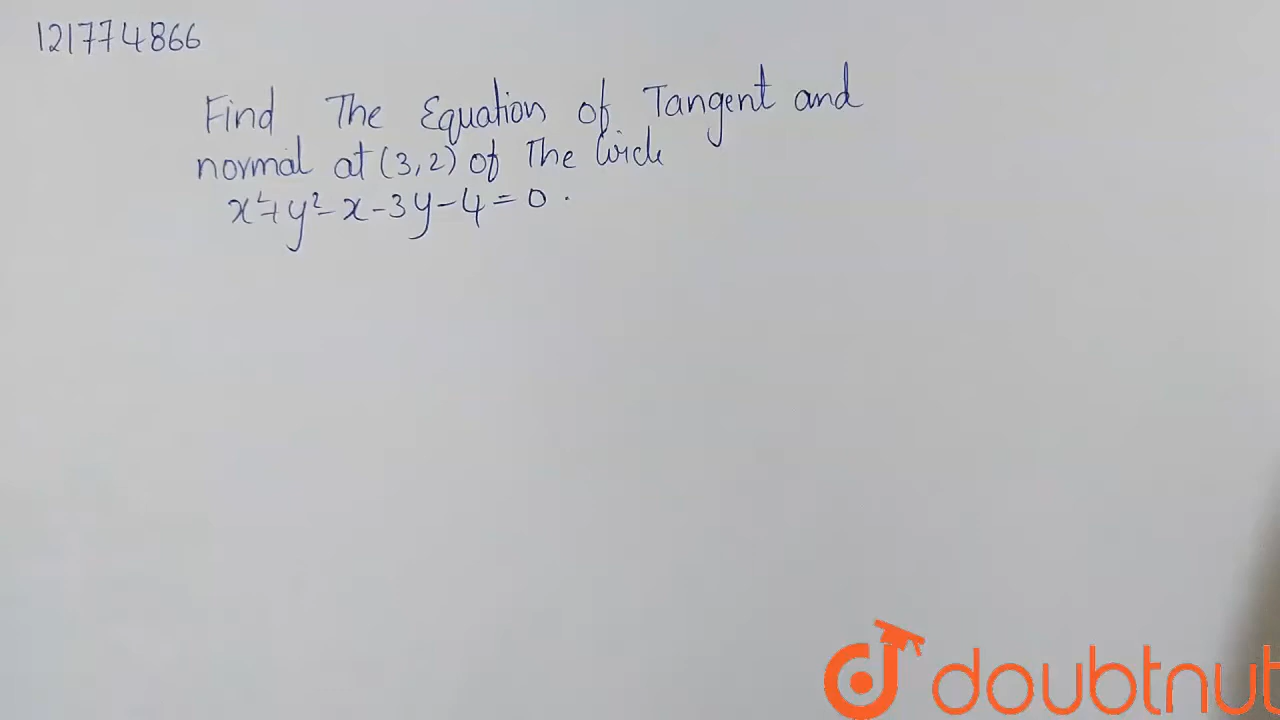 121774866
Find The Equation of Tangent and
normal at (3,2) of The Circle
x²+y²-x-3y-4=0.
doubtnut